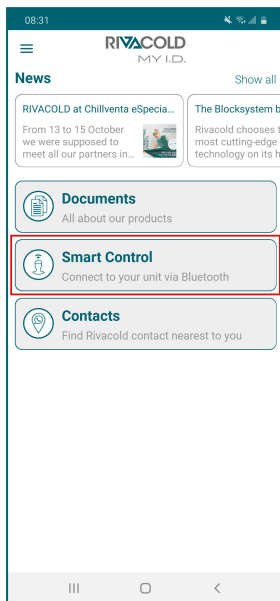 08:31
RIVACOLD
MY I.D.
News
Show all
RIVACOLD at Chillventa eSpecia...
From 13 to 15 October
we were supposed to
meet all our partners in...
The Blocksystem b
Rivacold chooses t
most cutting-edge
technology on its h
Documents
All about our products
Smart Control
Connect to your unit via Bluetooth
Contacts
Find Rivacold contact nearest to you